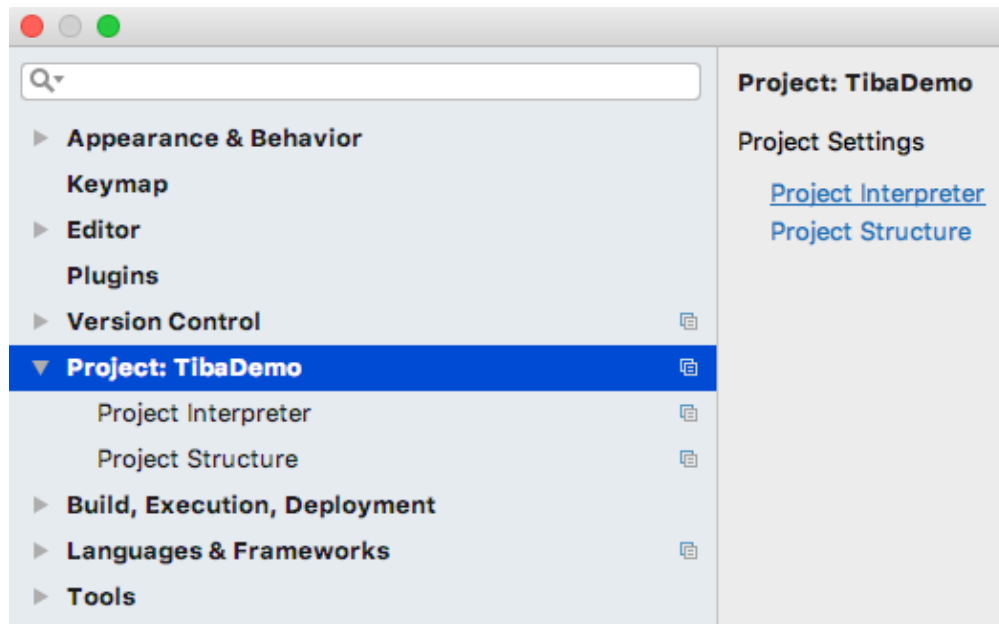 Appearance & Behavior
Keymap
Editor
Plugins
Version Control
Project: TibaDemo
Project Interpreter
Project Structure
Build, Execution, Deployment
Languages & Frameworks
Tools
Project: TibaDemo
Project Settings
Project Interpreter
Project Structure